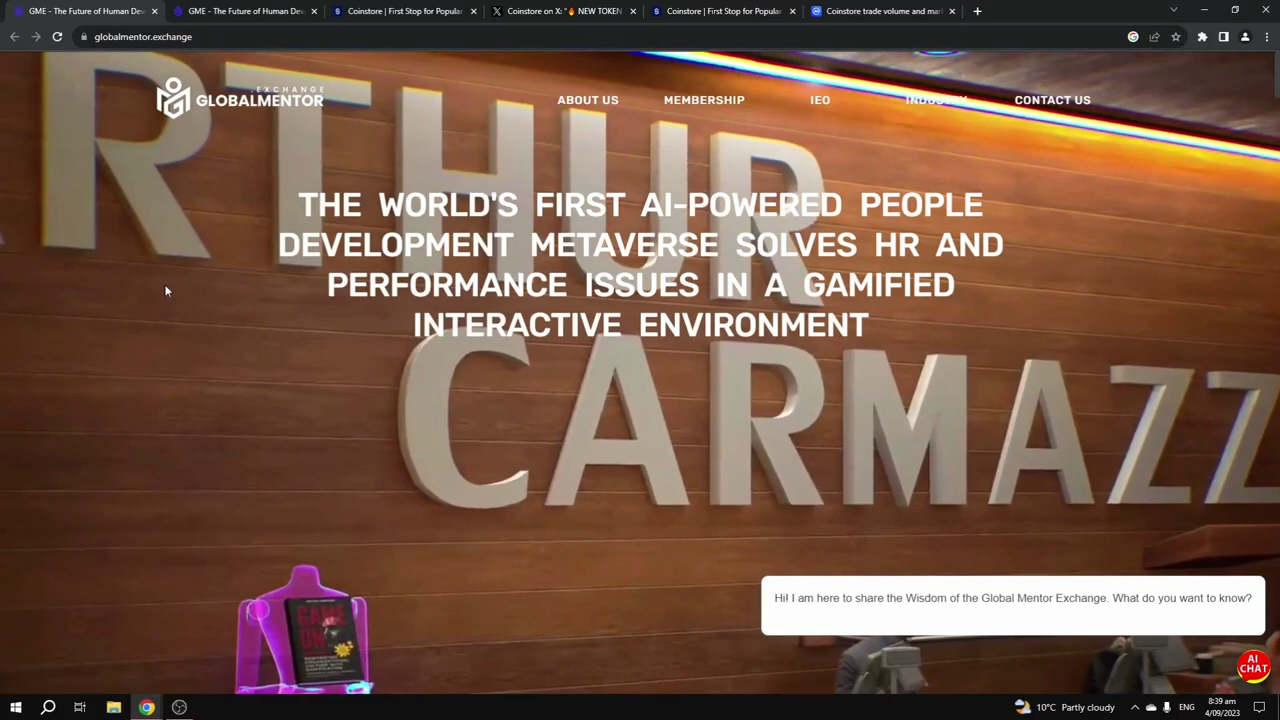 GME - The Future of Human Dev
GME - The Future of Human Dev
Coinstore | First Stop for Popular
Coinstore on X: "🔥 NEW TOKEN
Coinstore | First Stop for Popular
Coinstore trade volume and mar
globalmentor.exchange
RTHUR
CARMAZZ
EXCHANGE
GLOBALMENTOR
ABOUT US
MEMBERSHIP
IEO
INDUSTRY
CONTACT US
THE WORLD'S FIRST AI-POWERED PEOPLE
DEVELOPMENT METAVERSE SOLVES HR AND
PERFORMANCE ISSUES IN A GAMIFIED
INTERACTIVE ENVIRONMENT
GAME
ON
Hi! I am here to share the Wisdom of the Global Mentor Exchange. What do you want to know?
AI
CHAT
10°C Partly cloudy
ENG
8:39 am
4/09/2023